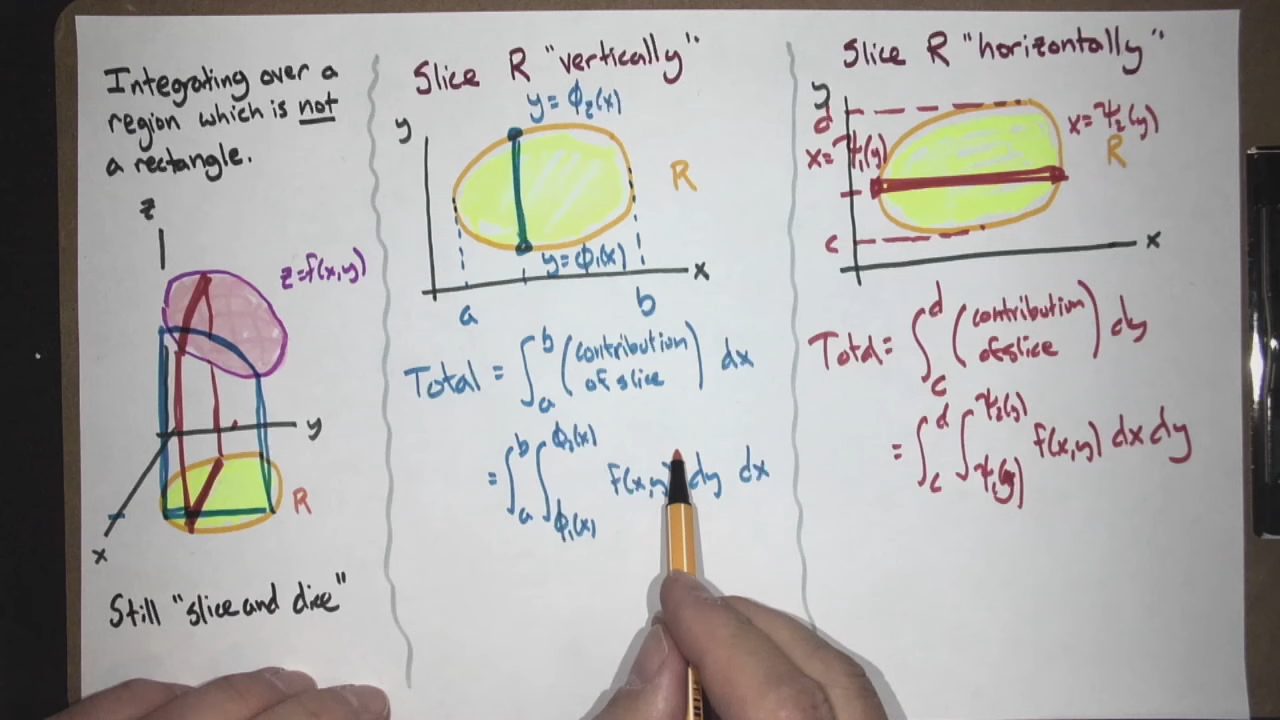 Integrating over a
region which is not
a rectangle.
z
z=f(x,y)
y
R
x
Still "slice and dice"
Slice R "vertically"
y=ϕ₂(x)
y
R
y=ϕ₁(x)
x
a
b
Total = ∫ₐᵇ (contribution
of slice) dx
= ∫ₐᵇ ∫_{ϕ₁(x)}^{ϕ₂(x)} f(x,y) dy dx
Slice R "horizontally"
y
d
x=Ψ₂(y)
x=Ψ₁(y)
R
c
x
Total= ∫_c^d (contribution
of slice) dy
= ∫_c^d ∫_{Ψ₁(y)}^{Ψ₂(y)} f(x,y) dx dy